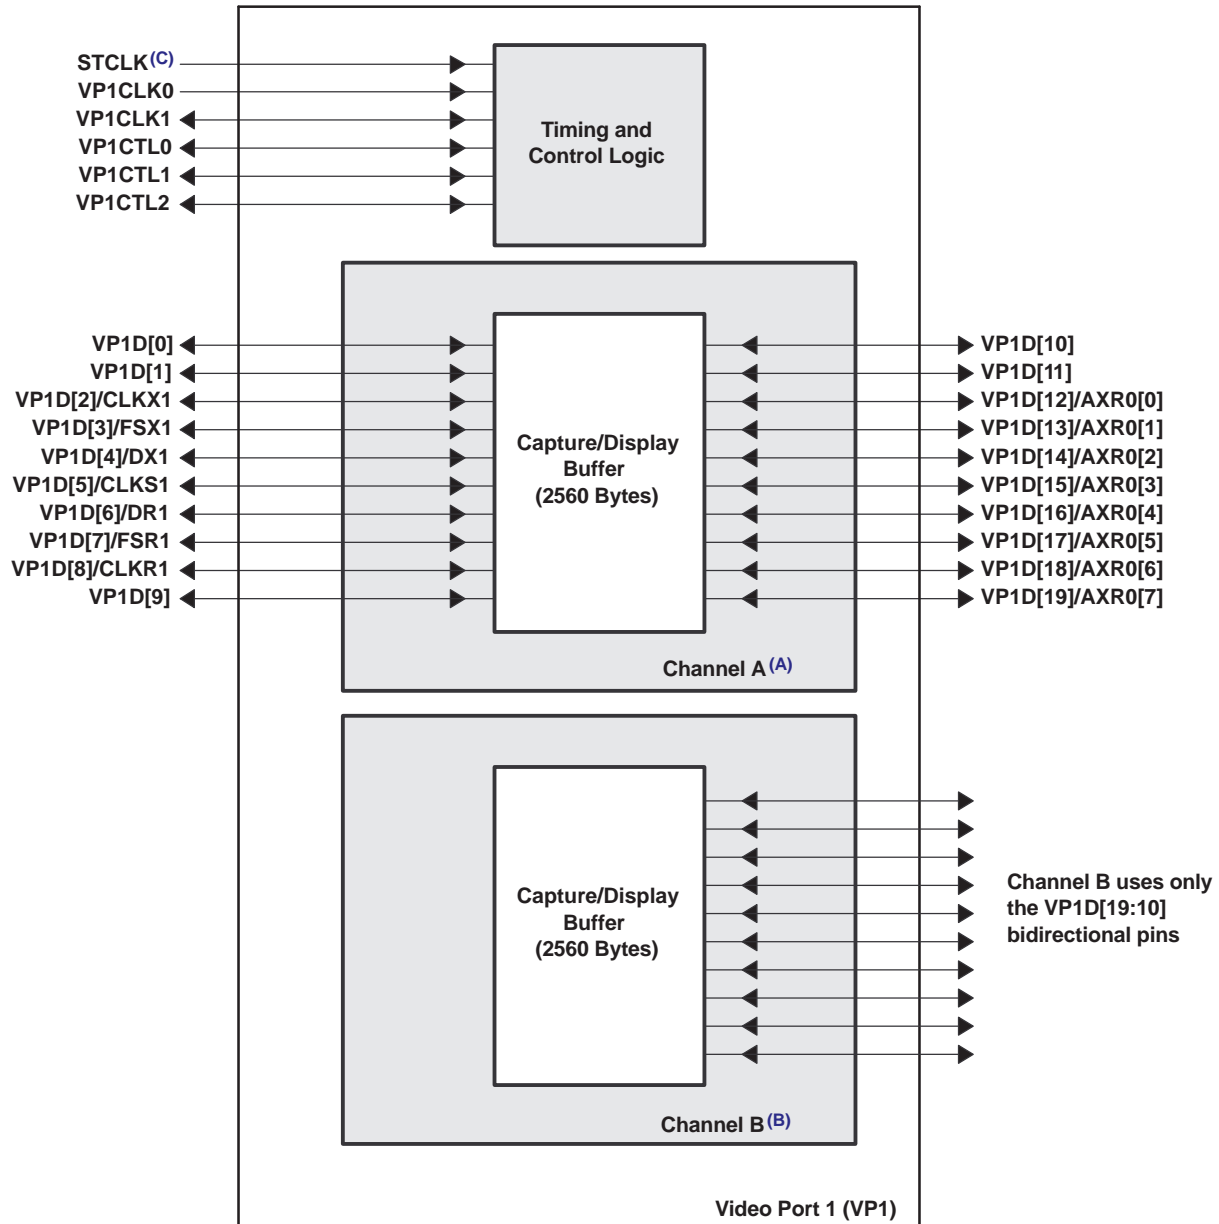 STCLK(C)
VP1CLK0
VP1CLK1
VP1CTL0
VP1CTL1
VP1CTL2
Timing and
Control Logic
VP1D[0]
VP1D[1]
VP1D[2]/CLKX1
VP1D[3]/FSX1
VP1D[4]/DX1
VP1D[5]/CLKS1
VP1D[6]/DR1
VP1D[7]/FSR1
VP1D[8]/CLKR1
VP1D[9]
Capture/Display
Buffer
(2560 Bytes)
VP1D[10]
VP1D[11]
VP1D[12]/AXR0[0]
VP1D[13]/AXR0[1]
VP1D[14]/AXR0[2]
VP1D[15]/AXR0[3]
VP1D[16]/AXR0[4]
VP1D[17]/AXR0[5]
VP1D[18]/AXR0[6]
VP1D[19]/AXR0[7]
Channel A(A)
Capture/Display
Buffer
(2560 Bytes)
Channel B uses only
the VP1D[19:10]
bidirectional pins
Channel B(B)
Video Port 1 (VP1)